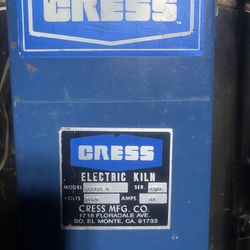 CRESS
CRESS
ELECTRIC KILN
MODEL SER.
VOLTS AMPS
CRESS MFG. CO.
1718 FLORADALE AVE.
SO. EL MONTE, CA. 91733